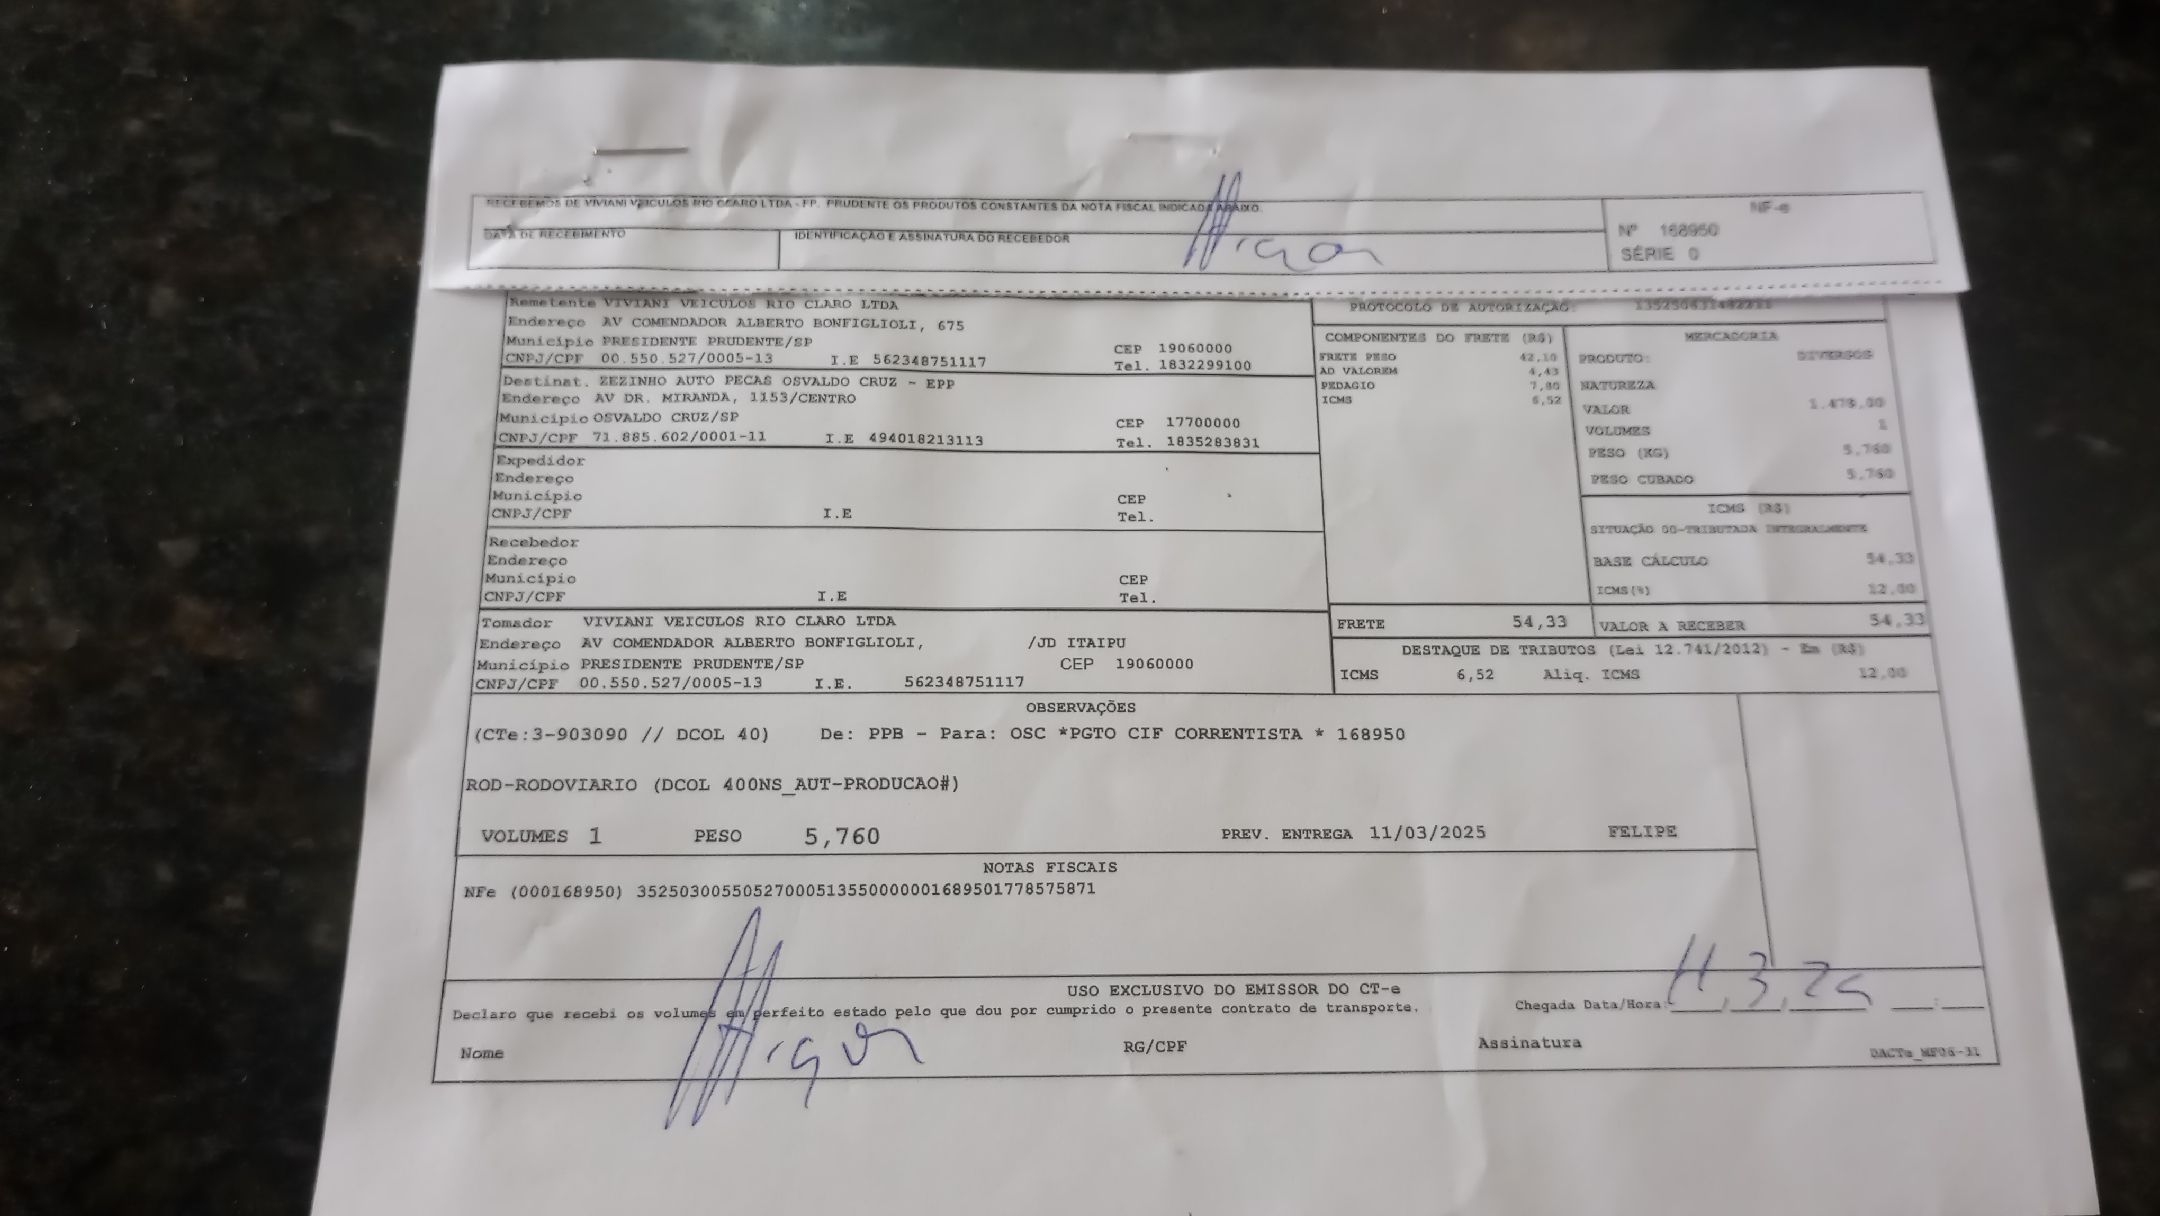 RECEBEMOS DE VIVIANI VEICULOS RIO CLARO LTDA - FP. PRUDENTE OS PRODUTOS CONSTANTES DA NOTA FISCAL INDICADA ABAIXO.
NF-e
DATA DE RECEBIMENTO IDENTIFICAÇÃO E ASSINATURA DO RECEBEDOR
Nº 168950
SÉRIE 0
Remetente VIVIANI VEICULOS RIO CLARO LTDA
Endereço AV COMENDADOR ALBERTO BONFIGLIOLI, 675
Município PRESIDENTE PRUDENTE/SP CEP 19060000
CNPJ/CPF 00.550.527/0005-13 I.E 562348751117 Tel. 1832299100
Destinat. ZEZINHO AUTO PECAS OSVALDO CRUZ - EPP
Endereço AV DR. MIRANDA, 1153/CENTRO
Município OSVALDO CRUZ/SP CEP 17700000
CNPJ/CPF 71.885.602/0001-11 I.E 494018213113 Tel. 1835283831
Expedidor
Endereço
Município CEP
CNPJ/CPF I.E Tel.
Recebedor
Endereço
Município CEP
CNPJ/CPF I.E Tel.
Tomador VIVIANI VEICULOS RIO CLARO LTDA
Endereço AV COMENDADOR ALBERTO BONFIGLIOLI, /JD ITAIPU
Município PRESIDENTE PRUDENTE/SP CEP 19060000
CNPJ/CPF 00.550.527/0005-13 I.E. 562348751117
PROTOCOLO DE AUTORIZAÇÃO:
COMPONENTES DO FRETE (R$)
FRETE PESO 42,10
AD VALOREM 4,43
PEDAGIO 7,80
ICMS 6,52
MERCADORIA
PRODUTO: DIVERSOS
NATUREZA
VALOR 1.478,00
VOLUMES 1
PESO (KG) 5,760
PESO CUBADO 5,760
ICMS (R$)
SITUAÇÃO 00-TRIBUTADA INTEGRALMENTE
BASE CÁLCULO 54,33
ICMS(%) 12,00
FRETE 54,33 VALOR A RECEBER 54,33
DESTAQUE DE TRIBUTOS (Lei 12.741/2012) - Em (R$)
ICMS 6,52 Aliq. ICMS 12,00
OBSERVAÇÕES
(CTe:3-903090 // DCOL 40) De: PPB - Para: OSC *PGTO CIF CORRENTISTA * 168950
ROD-RODOVIARIO (DCOL 400NS_AUT-PRODUCAO#)
VOLUMES 1 PESO 5,760 PREV. ENTREGA 11/03/2025 FELIPE
NOTAS FISCAIS
NFe (000168950) 35250300550527000513550000001689501778575871
USO EXCLUSIVO DO EMISSOR DO CT-e
Declaro que recebi os volumes em perfeito estado pelo que dou por cumprido o presente contrato de transporte. Chegada Data/Hora: 11 3 25
Nome RG/CPF Assinatura DACTe_MF06-31